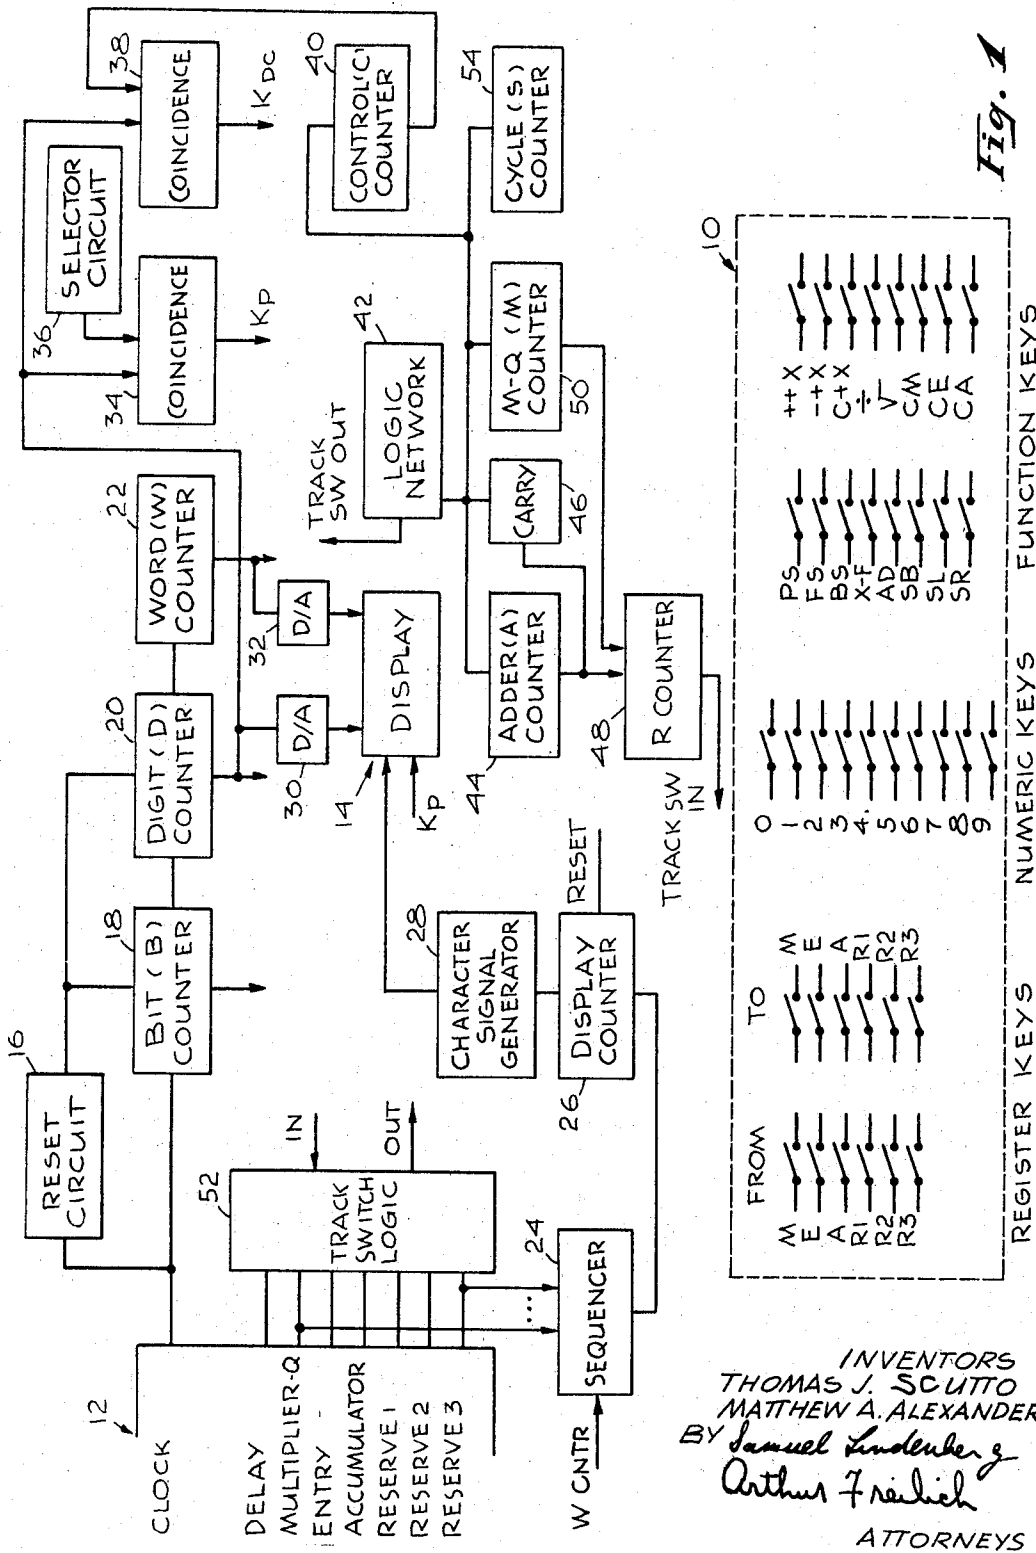 12
CLOCK
DELAY
MULTIPLIER-Q
ENTRY
ACCUMULATOR
RESERVE 1
RESERVE 2
RESERVE 3
W CNTR
RESET
CIRCUIT
16
52
TRACK
SWITCH
LOGIC
IN
OUT
24
SEQUENCER
BIT (B)
COUNTER
18
DIGIT (D)
COUNTER
20
WORD (W)
COUNTER
22
CHARACTER
SIGNAL
GENERATOR
28
DISPLAY
COUNTER
26
RESET
D/A
30
D/A
32
DISPLAY
14
KP
34
COINCIDENCE
KP
36
SELECTOR
CIRCUIT
COINCIDENCE
38
KDC
CONTROL'C'
COUNTER
40
TRACK
SW OUT
LOGIC
NETWORK
42
ADDER(A)
COUNTER
44
CARRY
46
M-Q (M)
COUNTER
50
CYCLE (S)
COUNTER
54
R COUNTER
48
TRACK SW
IN
10
FROM
M
E
A
R1
R2
R3
TO
M
E
A
R1
R2
R3
REGISTER KEYS
0
1
2
3
4.
5
6
7
8
9
NUMERIC KEYS
PS
FS
BS
X-F
AD
SB
SL
SR
++X
-+X
C+X
÷
√
CM
CE
CA
FUNCTION KEYS
Fig. 1
INVENTORS
THOMAS J. SCUTTO
MATTHEW A. ALEXANDER
BY Samuel Lindenberg
Arthur Freilich
ATTORNEYS